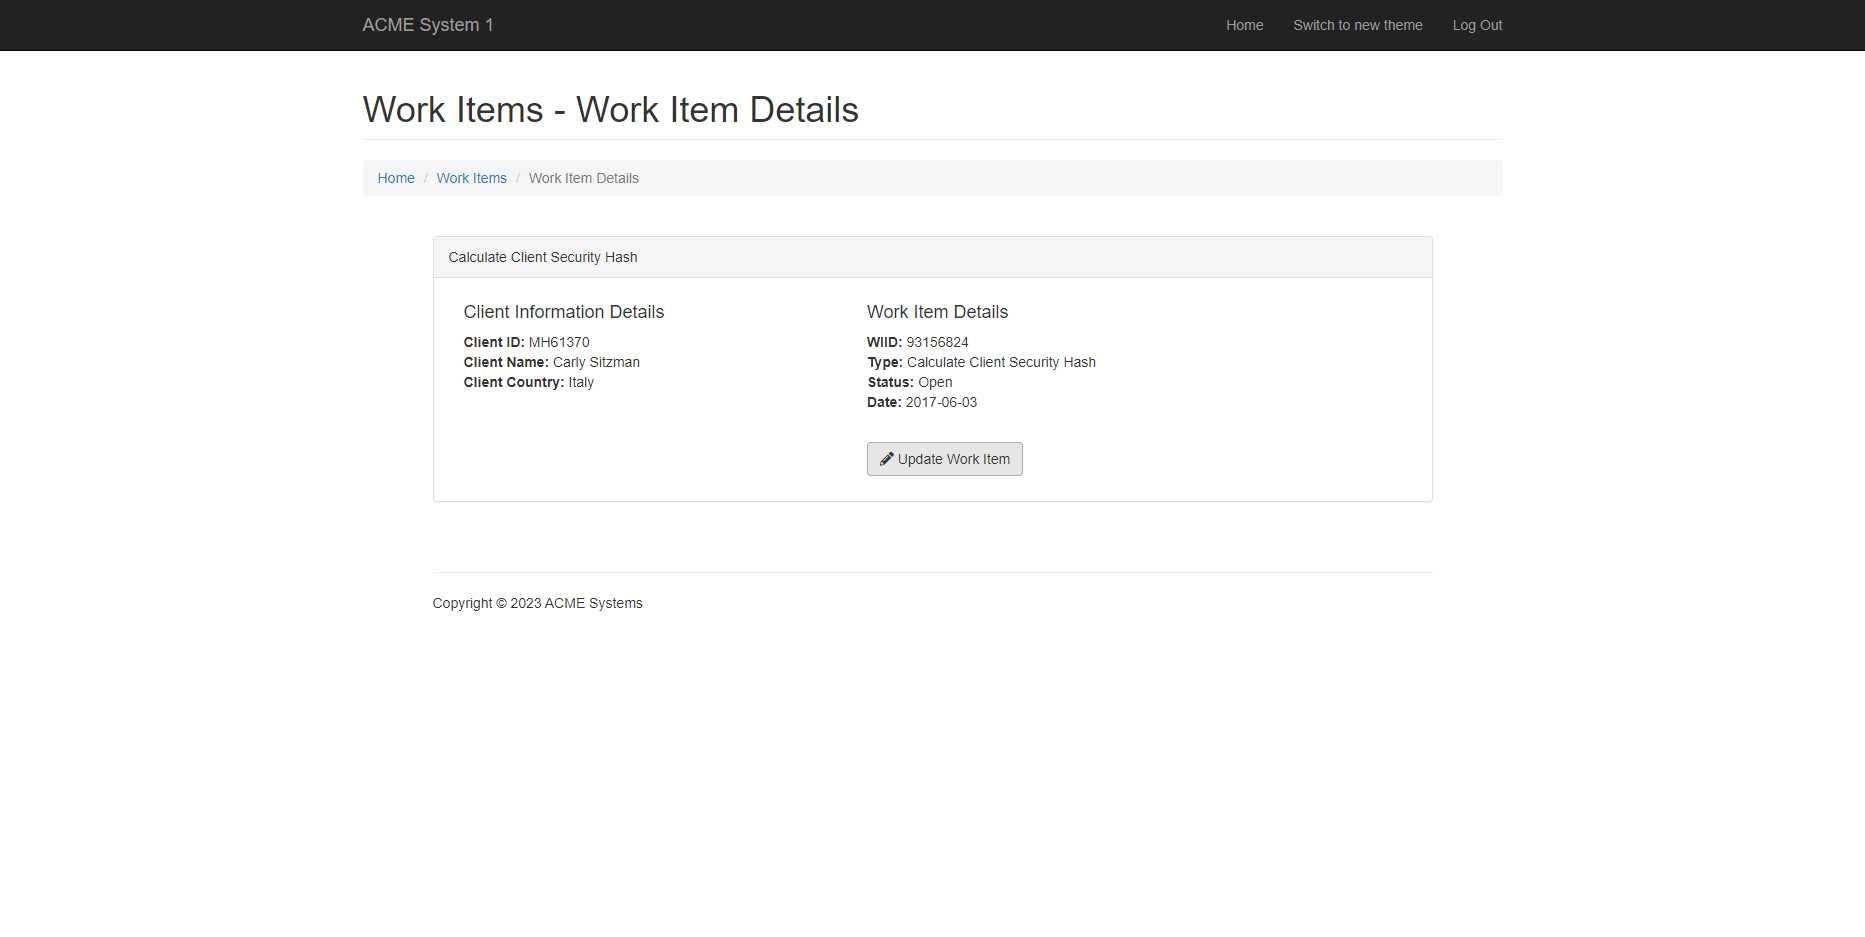 ACME System 1
Home
Switch to new theme
Log Out
Work Items - Work Item Details
Home / Work Items / Work Item Details
Calculate Client Security Hash
Client Information Details
Client ID: MH61370
Client Name: Carly Sitzman
Client Country: Italy
Work Item Details
WIID: 93156824
Type: Calculate Client Security Hash
Status: Open
Date: 2017-06-03
Update Work Item
Copyright © 2023 ACME Systems